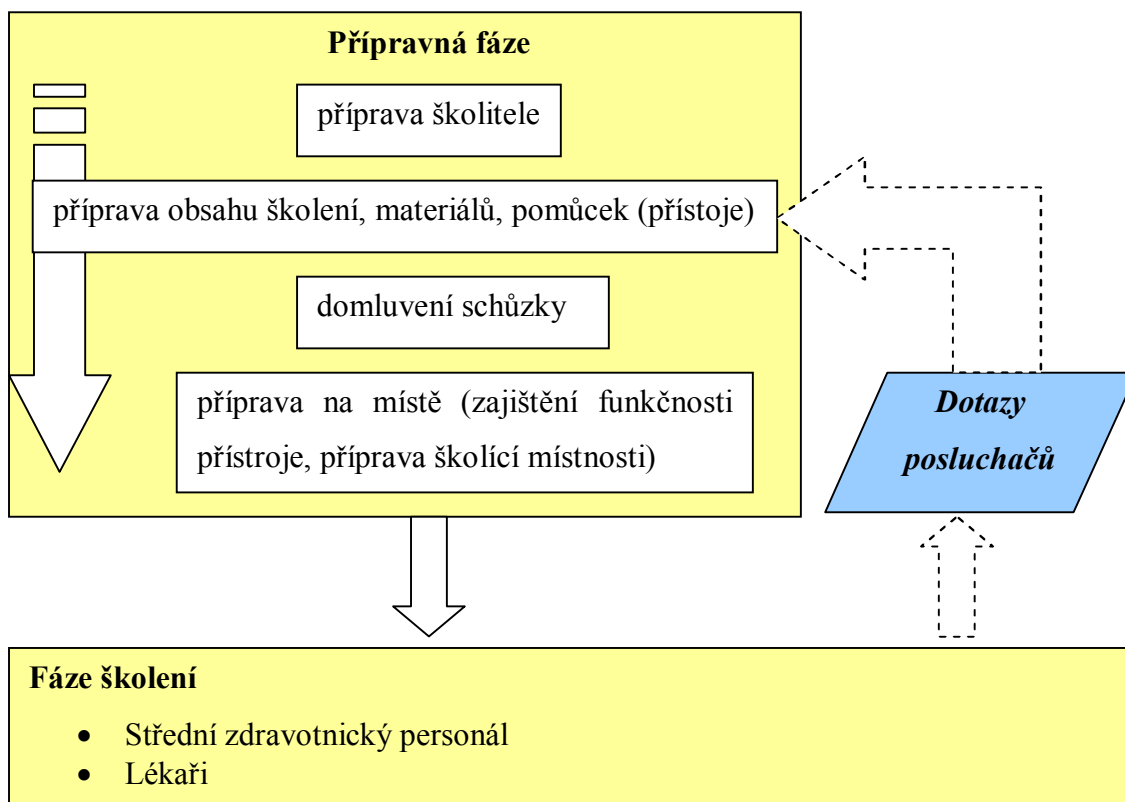 Přípravná fáze
příprava školitele
příprava obsahu školení, materiálů, pomůcek (přístoje)
domluvení schůzky
příprava na místě (zajištění funkčnosti
přístroje, příprava školící místnosti)
Dotazy
posluchačů
Fáze školení
• Střední zdravotnický personál
• Lékaři